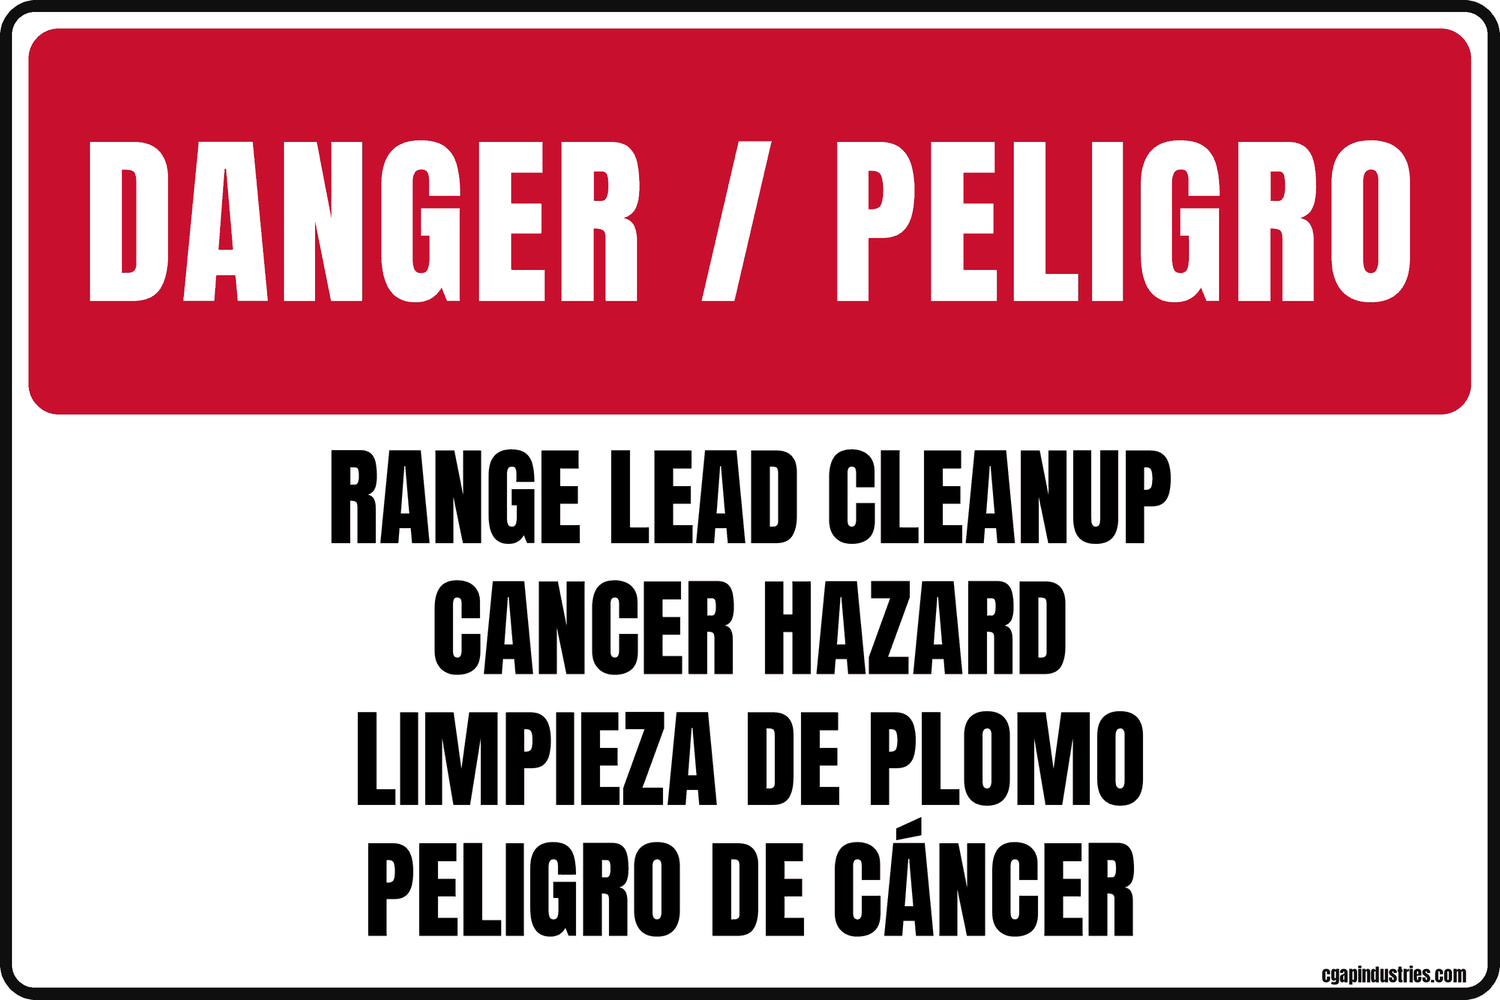 DANGER / PELIGRO
RANGE LEAD CLEANUP
CANCER HAZARD
LIMPIEZA DE PLOMO
PELIGRO DE CÁNCER
cgapindustries.com